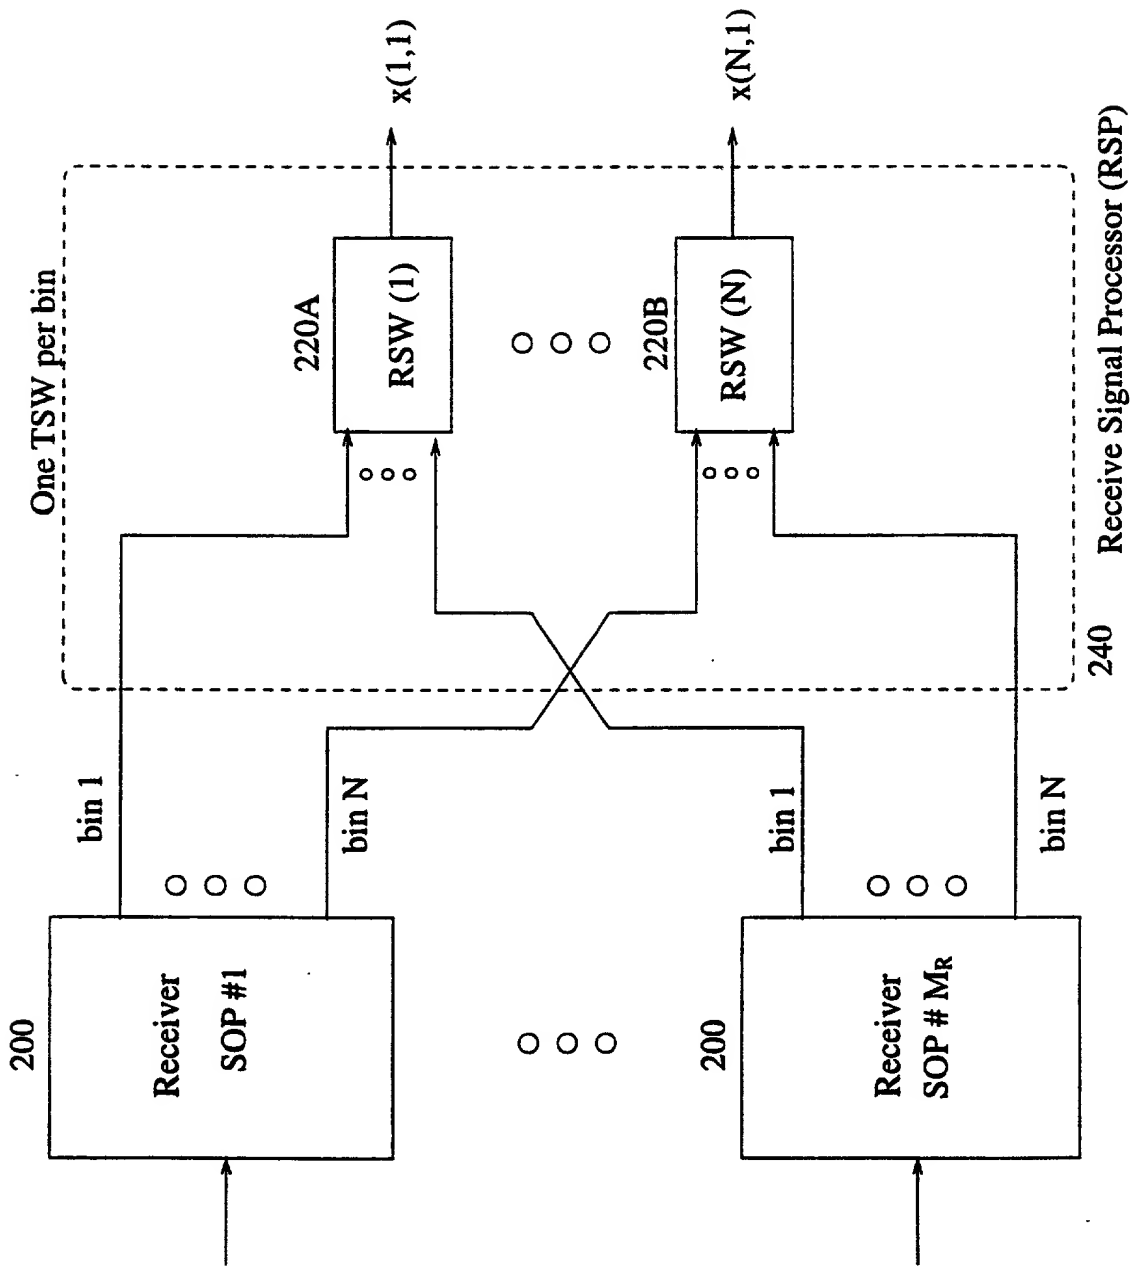 One TSW per bin
200
Receiver
SOP #1
bin 1
bin N
220A
RSW (1)
x(1,1)
200
Receiver
SOP # MR
bin 1
bin N
220B
RSW (N)
x(N,1)
240
Receive Signal Processor (RSP)